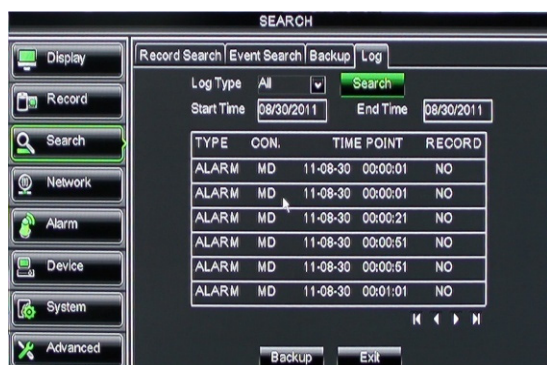 SEARCH
Display
Record
Search
Network
Alarm
Device
System
Advanced
Record Search Event Search Backup Log
Log Type All Search
Start Time 08/30/2011 End Time 08/30/2011
TYPE CON. TIME POINT RECORD
ALARM MD 11-08-30 00:00:01 NO
ALARM MD 11-08-30 00:00:01 NO
ALARM MD 11-08-30 00:00:21 NO
ALARM MD 11-08-30 00:00:51 NO
ALARM MD 11-08-30 00:00:51 NO
ALARM MD 11-08-30 00:01:01 NO
Backup Exit